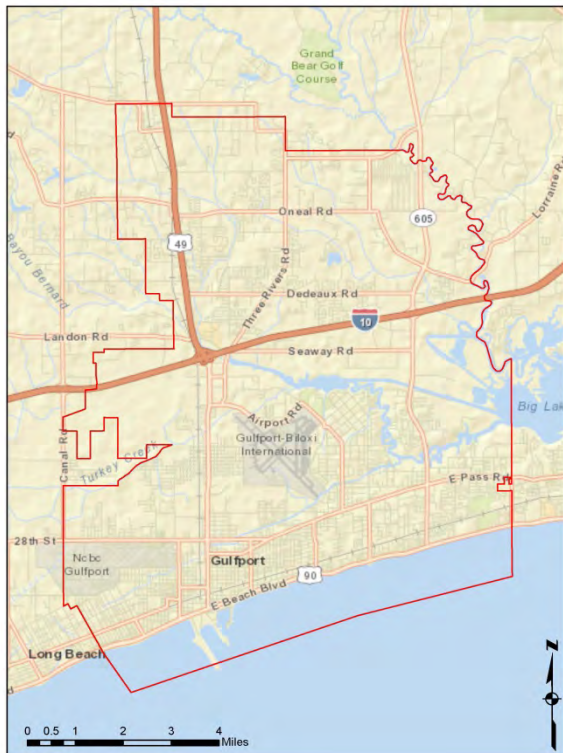 Grand
Bear Golf
Course
Oneal Rd
605
Lorraine Rd
49
Bayou Bernard
Three Rivers Rd
Dedeaux Rd
10
Landon Rd
Seaway Rd
Big Lak
Airport Rd
Gulfport-Biloxi
International
Canal Rd
Turkey Creek
E Pass Rd
28th St
Ncbc
Gulfport
Gulfport
90
E Beach Blvd
Long Beach
d
d
N
0 0.5 1 2 3 4
Miles